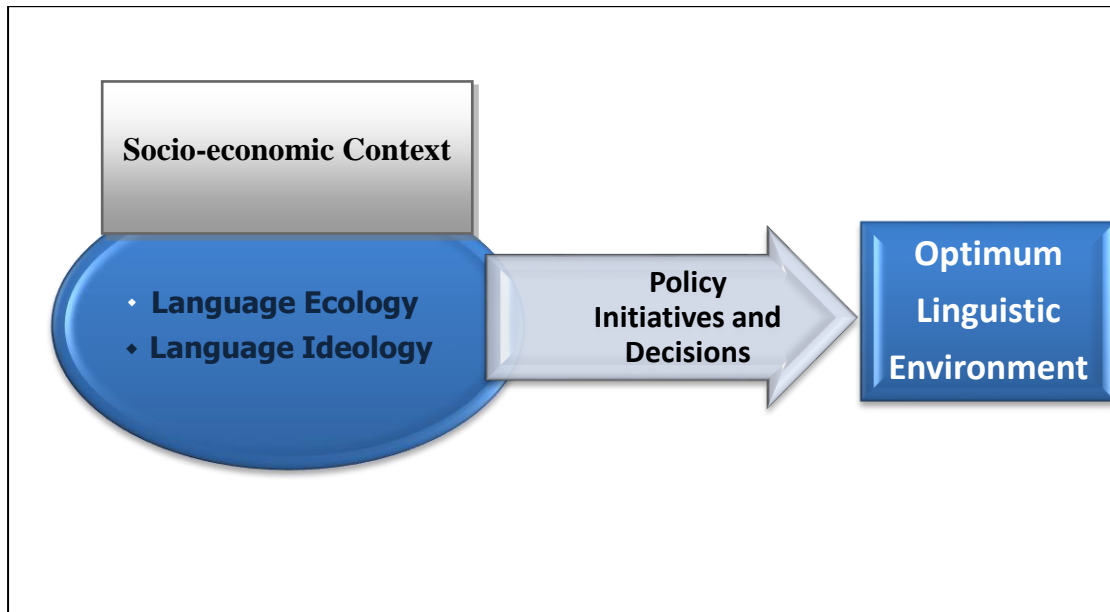 Socio-economic Context
Language Ecology
Language Ideology
Policy
Initiatives and
Decisions
Optimum
Linguistic
Environment